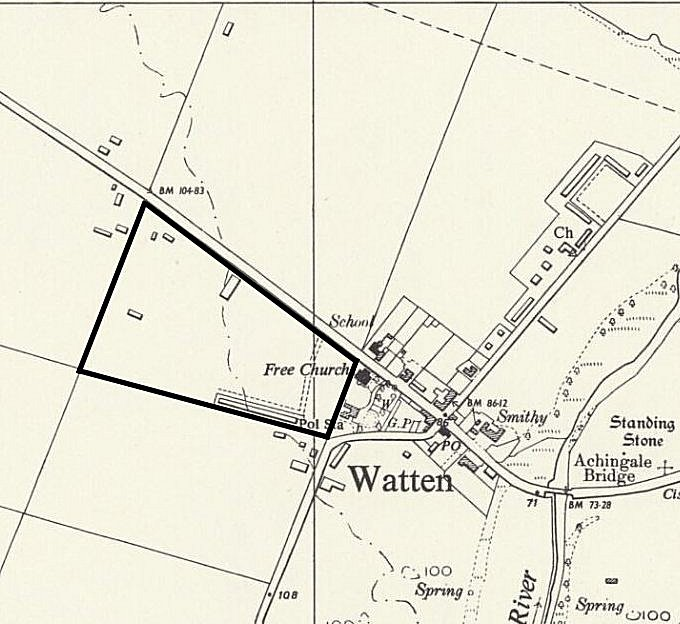 BM 104·83
Ch
School
Free Church
W
BM 86·12
Smithy
Pol Sta
G.P
86
PO
Standing
Stone
Achingale
Bridge
Watten
71
BM 73·28
100
108
Spring
River
Spring
100